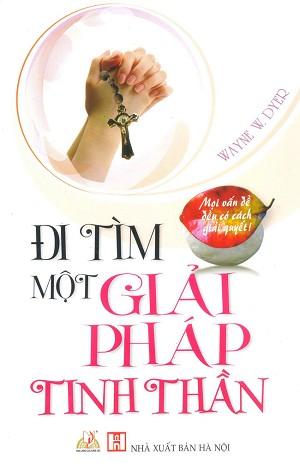 WAYNE W. DYER
Mọi vấn đề
đều có cách
giải quyết!
ĐI TÌM
MỘT GIẢI
PHÁP
TINH THẦN
NHÀ XUẤT BẢN HÀ NỘI